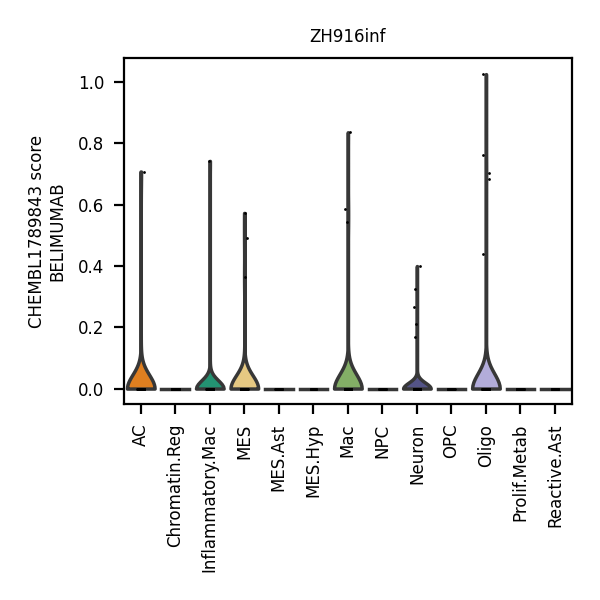 ZH916inf
CHEMBL1789843 score
BELIMUMAB
1.0
0.8
0.6
0.4
0.2
0.0
AC
Chromatin.Reg
Inflammatory.Mac
MES
MES.Ast
MES.Hyp
Mac
NPC
Neuron
OPC
Oligo
Prolif.Metab
Reactive.Ast